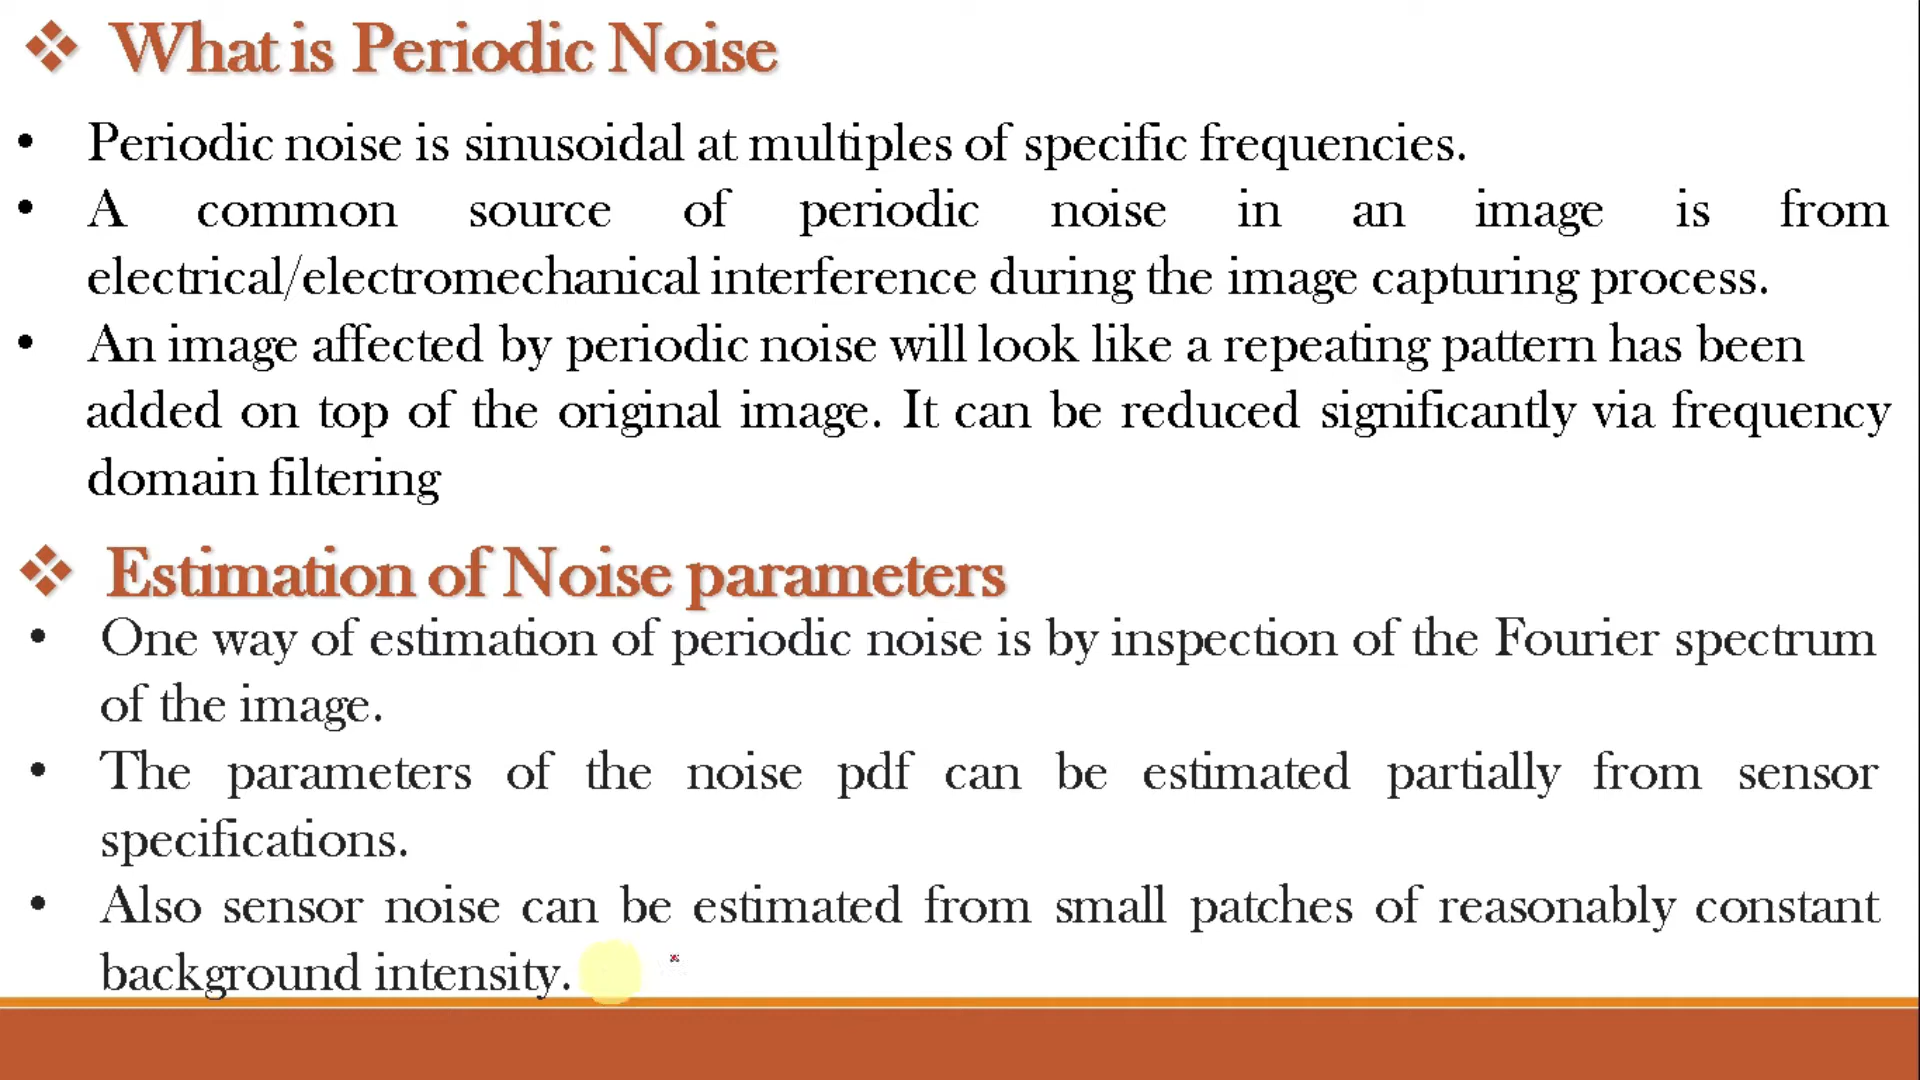 ❖ What is Periodic Noise
• Periodic noise is sinusoidal at multiples of specific frequencies.
• A common source of periodic noise in an image is from
electrical/electromechanical interference during the image capturing process.
• An image affected by periodic noise will look like a repeating pattern has been
added on top of the original image. It can be reduced significantly via frequency
domain filtering
❖ Estimation of Noise parameters
• One way of estimation of periodic noise is by inspection of the Fourier spectrum
of the image.
• The parameters of the noise pdf can be estimated partially from sensor
specifications.
• Also sensor noise can be estimated from small patches of reasonably constant
background intensity.